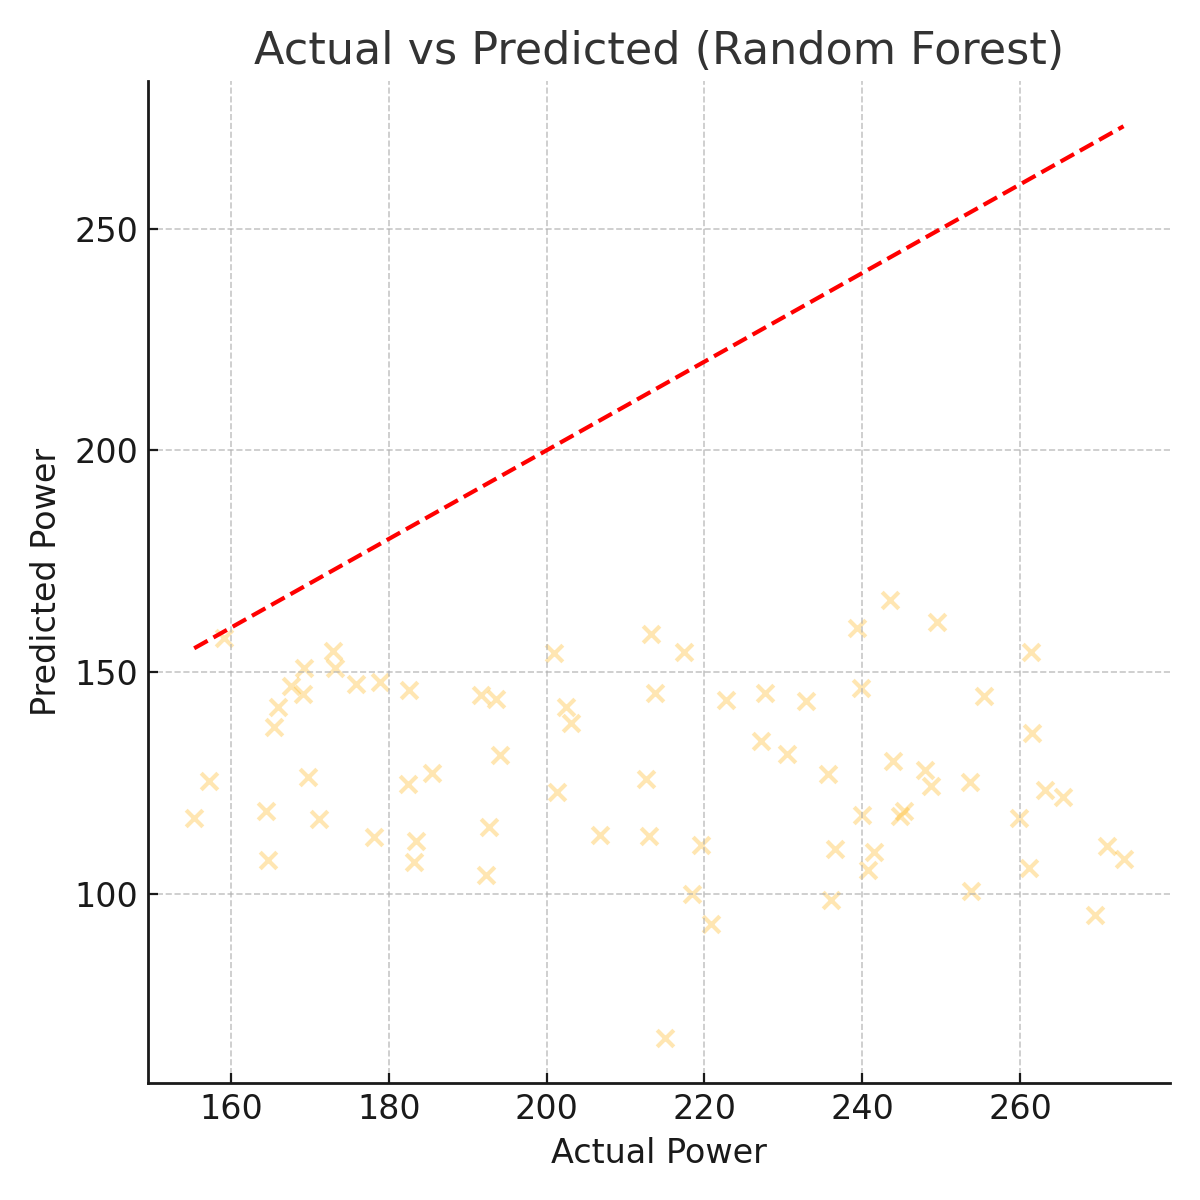 Actual vs Predicted (Random Forest)
Predicted Power
250
200
150
100
160 180 200 220 240 260
Actual Power